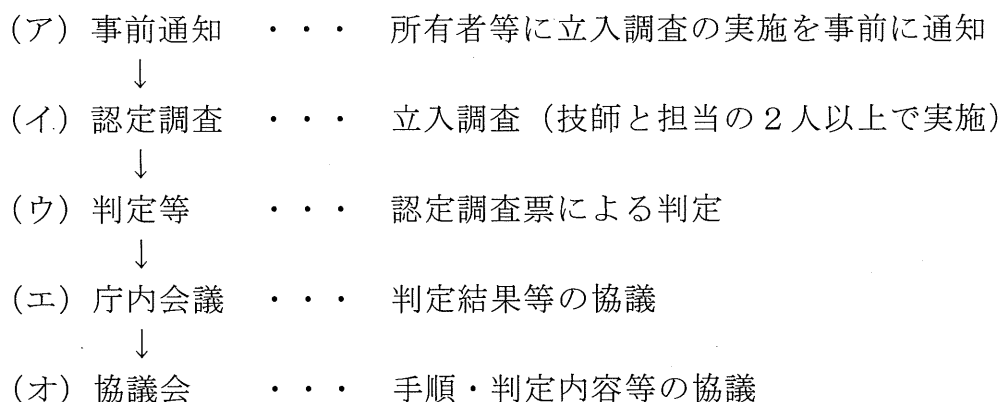 (ア) 事前通知 ・・・ 所有者等に立入調査の実施を事前に通知
↓
(イ) 認定調査 ・・・ 立入調査（技師と担当の２人以上で実施）
↓
(ウ) 判定等 ・・・ 認定調査票による判定
↓
(エ) 庁内会議 ・・・ 判定結果等の協議
↓
(オ) 協議会 ・・・ 手順・判定内容等の協議